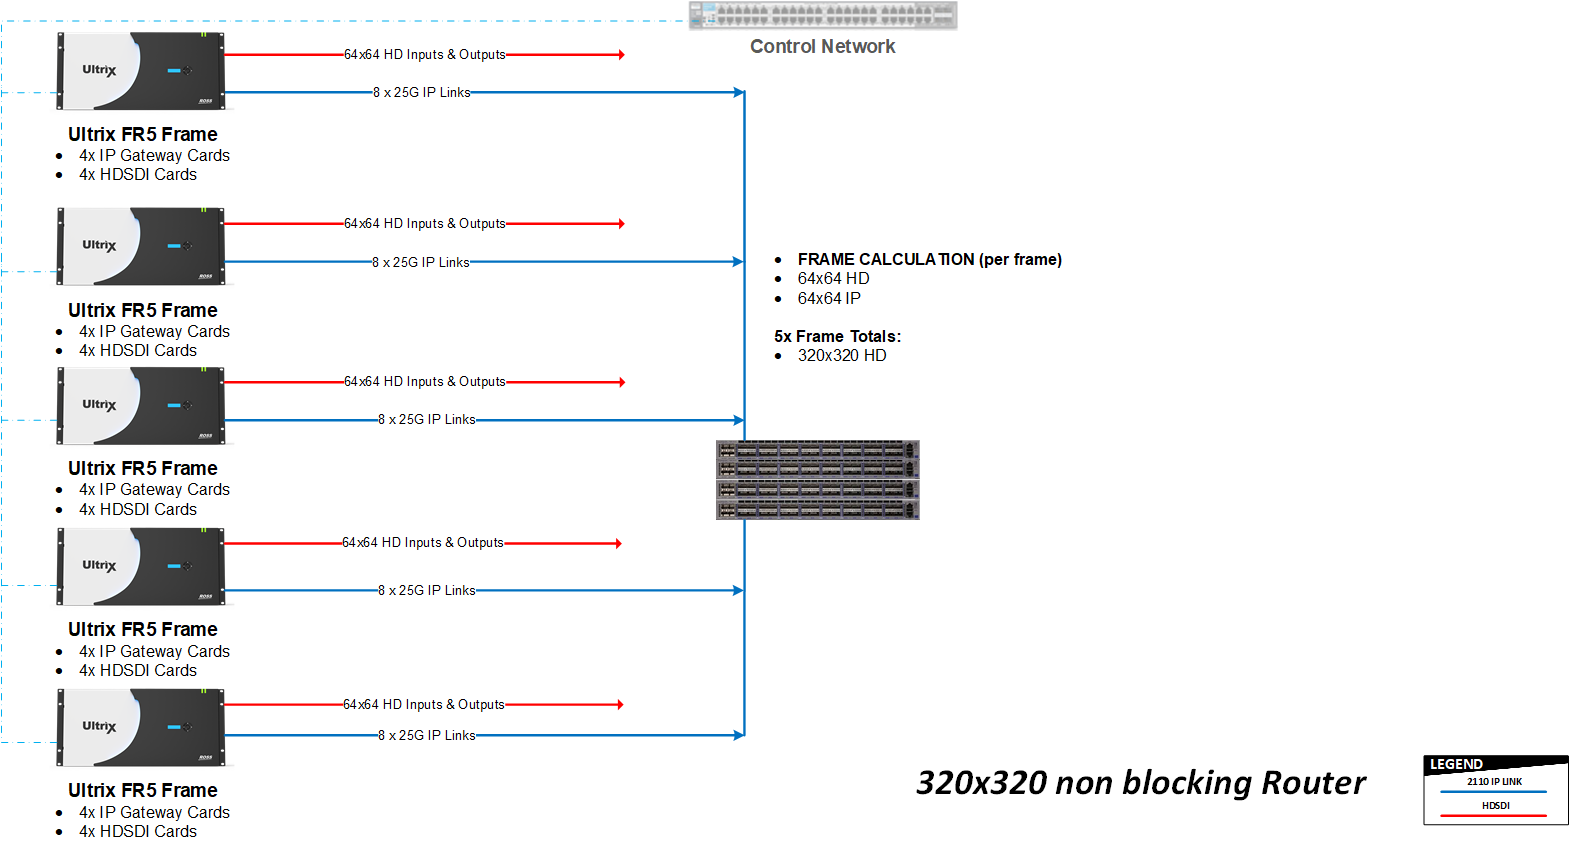 Control Network
Ultrix
ROSS
64x64 HD Inputs & Outputs
8 x 25G IP Links
Ultrix FR5 Frame
• 4x IP Gateway Cards
• 4x HDSDI Cards
Ultrix
ROSS
64x64 HD Inputs & Outputs
8 x 25G IP Links
Ultrix FR5 Frame
• 4x IP Gateway Cards
• 4x HDSDI Cards
• FRAME CALCULATION (per frame)
• 64x64 HD
• 64x64 IP
5x Frame Totals:
• 320x320 HD
Ultrix
ROSS
64x64 HD Inputs & Outputs
8 x 25G IP Links
Ultrix FR5 Frame
• 4x IP Gateway Cards
• 4x HDSDI Cards
Ultrix
ROSS
64x64 HD Inputs & Outputs
8 x 25G IP Links
Ultrix FR5 Frame
• 4x IP Gateway Cards
• 4x HDSDI Cards
Ultrix
ROSS
64x64 HD Inputs & Outputs
8 x 25G IP Links
Ultrix FR5 Frame
• 4x IP Gateway Cards
• 4x HDSDI Cards
320x320 non blocking Router
LEGEND
2110 IP LINK
HDSDI